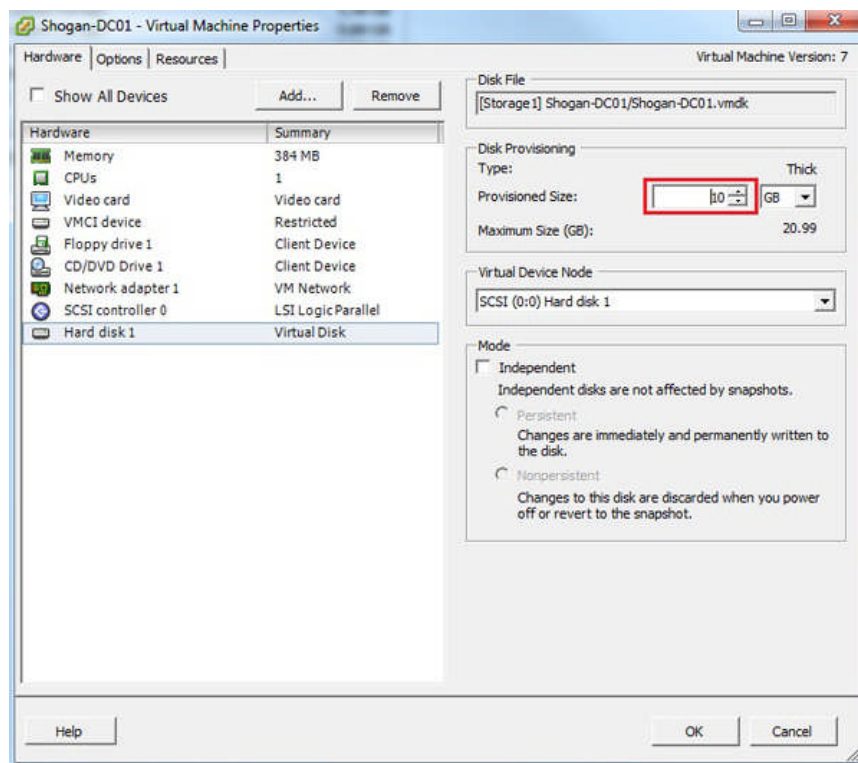 Shogan-DC01 - Virtual Machine Properties
Hardware Options Resources
Virtual Machine Version: 7
Show All Devices
Add...
Remove
Hardware Summary
Memory 384 MB
CPUs 1
Video card Video card
VMCI device Restricted
Floppy drive 1 Client Device
CD/DVD Drive 1 Client Device
Network adapter 1 VM Network
SCSI controller 0 LSI Logic Parallel
Hard disk 1 Virtual Disk
Disk File
[Storage1] Shogan-DC01/Shogan-DC01.vmdk
Disk Provisioning
Type: Thick
Provisioned Size: 10 GB
Maximum Size (GB): 20.99
Virtual Device Node
SCSI (0:0) Hard disk 1
Mode
Independent
Independent disks are not affected by snapshots.
Persistent
Changes are immediately and permanently written to
the disk.
Nonpersistent
Changes to this disk are discarded when you power
off or revert to the snapshot.
Help
OK
Cancel